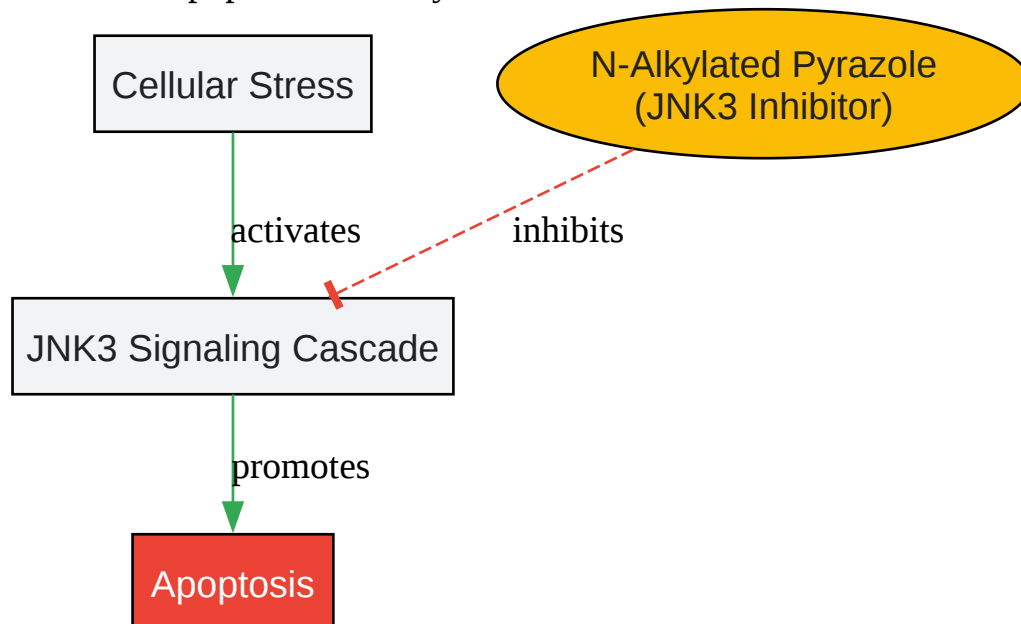 Cellular Stress
N-Alkylated Pyrazole
(JNK3 Inhibitor)
activates
inhibits
JNK3 Signaling Cascade
promotes
Apoptosis